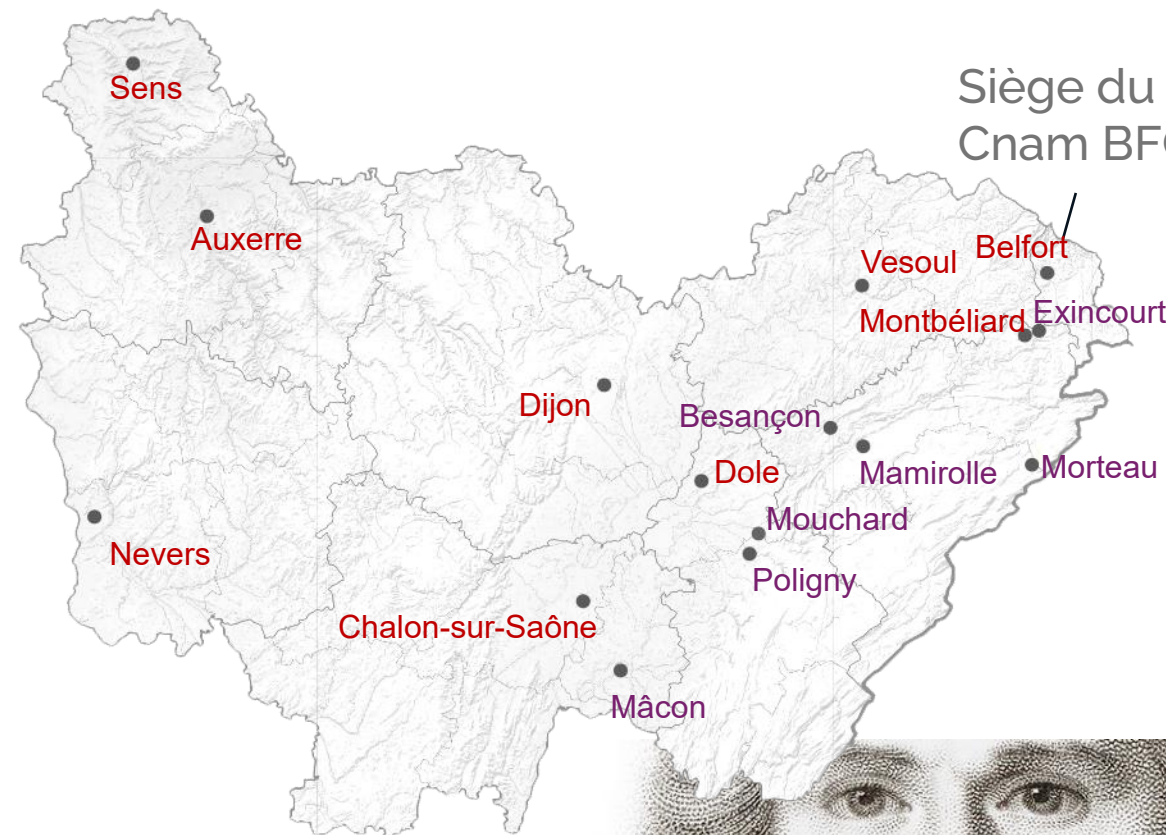 Siège du
Cnam BF
Sens
Auxerre
Vesoul
Belfort
Montbéliard
Exincourt
Dijon
Besançon
Dole
Mamirolle
Morteau
Mouchard
Nevers
Poligny
Chalon-sur-Saône
Mâcon